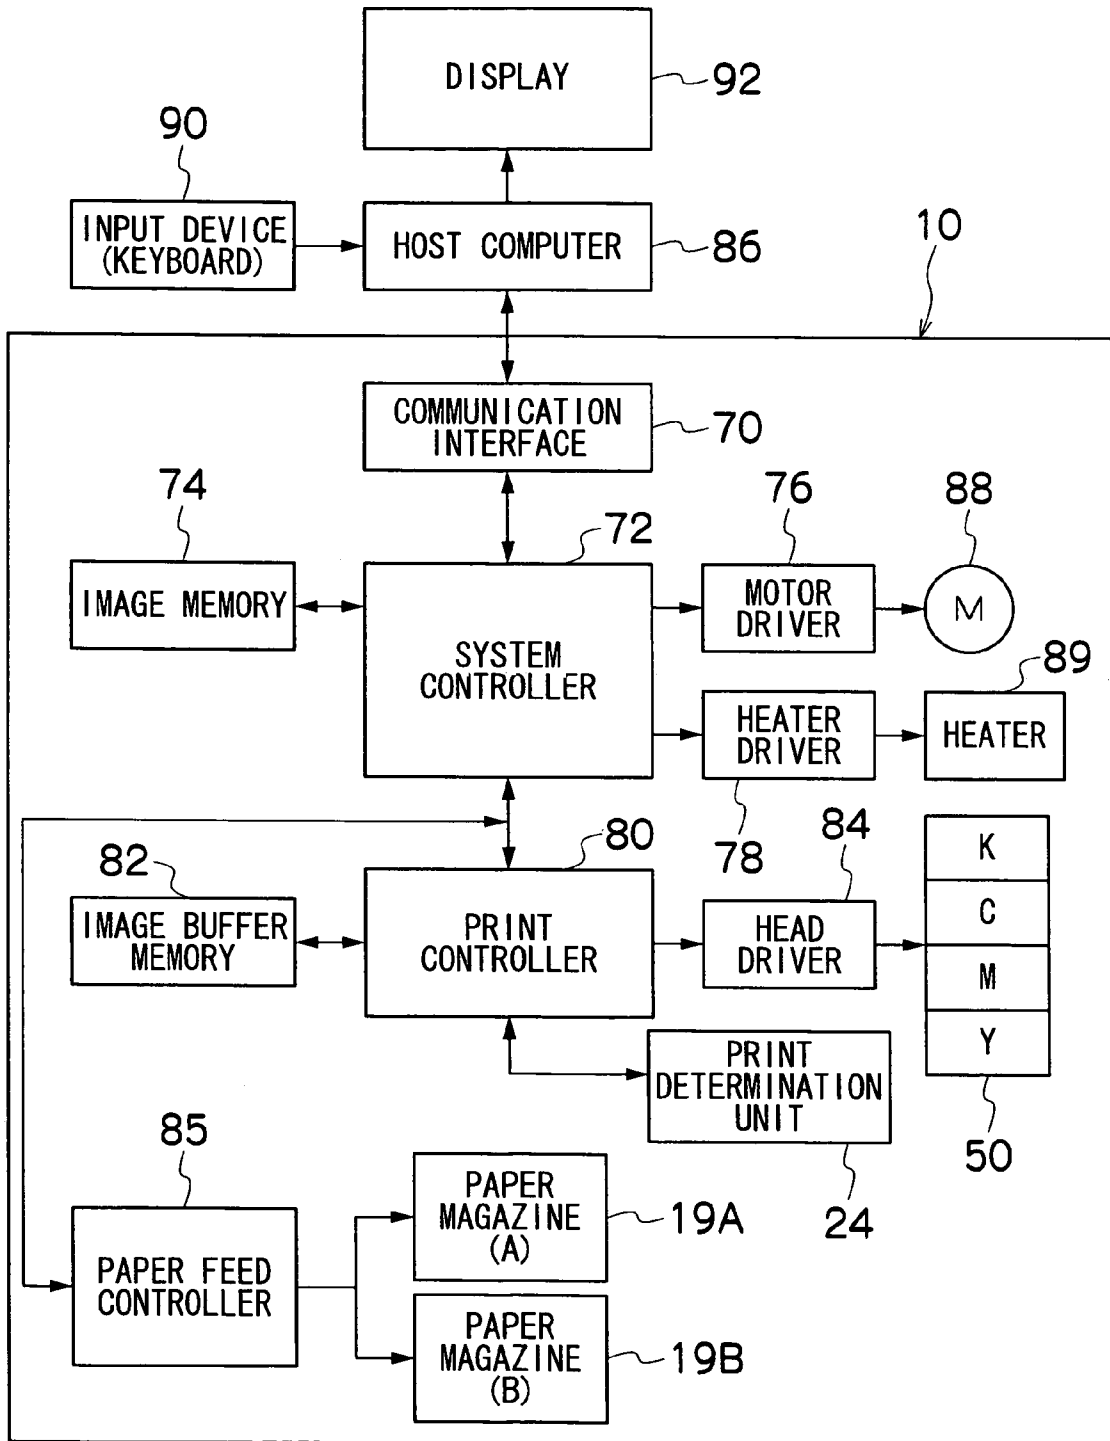 DISPLAY
92
90
INPUT DEVICE
(KEYBOARD)
HOST COMPUTER
86
10
COMMUNICATION
INTERFACE
70
74
72
76
88
IMAGE MEMORY
SYSTEM
CONTROLLER
MOTOR
DRIVER
M
89
HEATER
DRIVER
HEATER
78
82
80
84
K
C
M
Y
IMAGE BUFFER
MEMORY
PRINT
CONTROLLER
HEAD
DRIVER
PRINT
DETERMINATION
UNIT
50
24
85
PAPER
MAGAZINE
(A)
19A
PAPER FEED
CONTROLLER
PAPER
MAGAZINE
(B)
19B